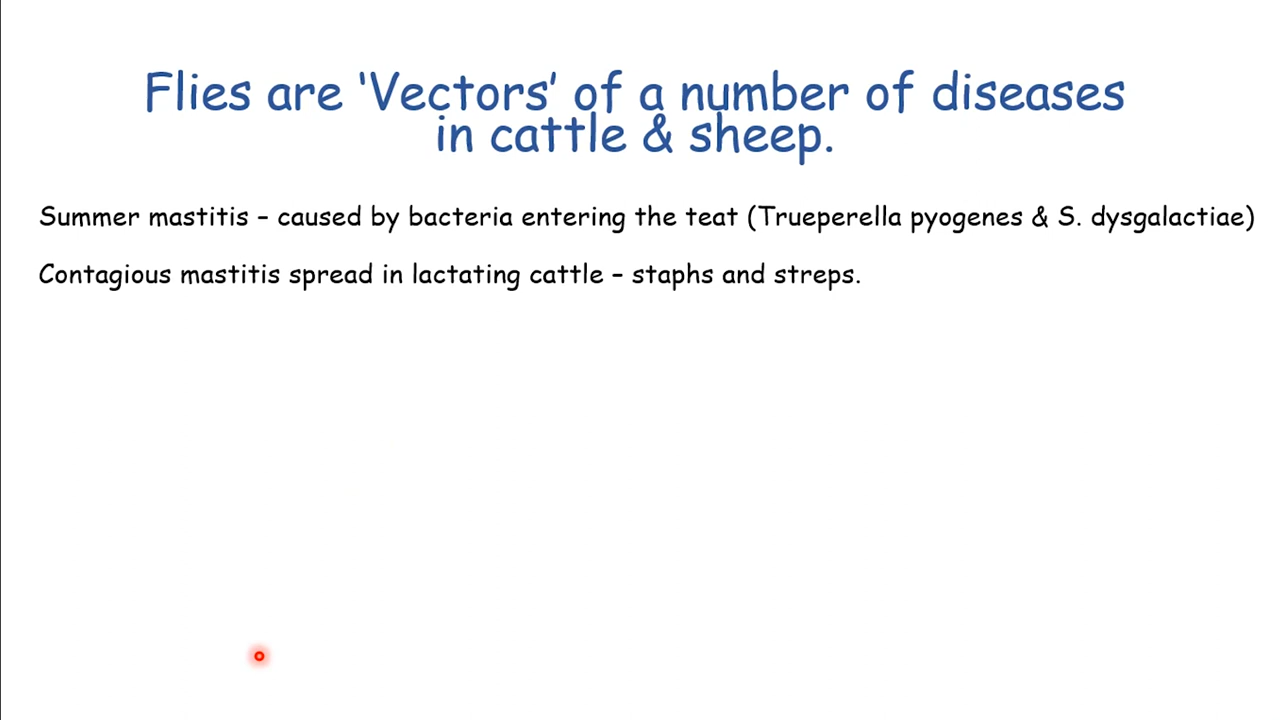 Flies are ‘Vectors’ of a number of diseases
in cattle & sheep.
Summer mastitis – caused by bacteria entering the teat (Trueperella pyogenes & S. dysgalactiae)
Contagious mastitis spread in lactating cattle – staphs and streps.